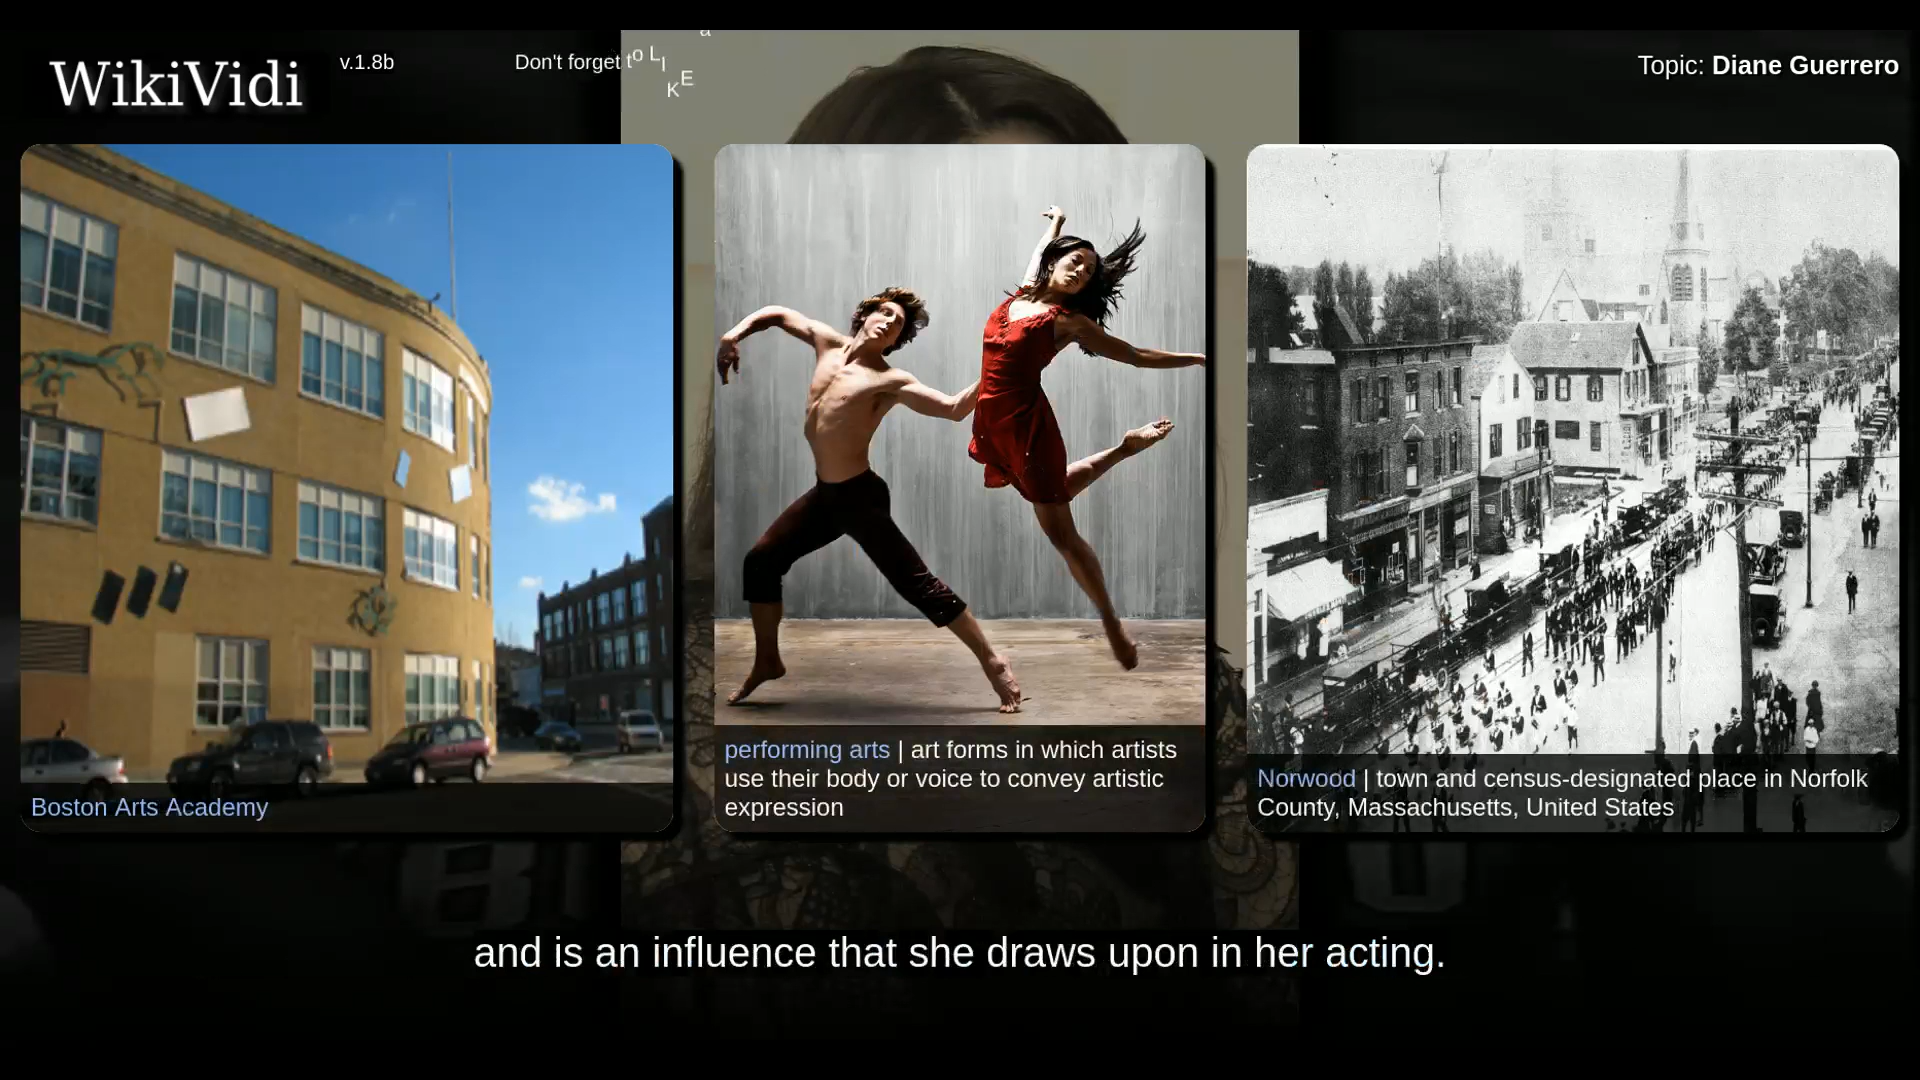 WikiVidi
v.1.8b
Don't forget to LIKE a
Topic: Diane Guerrero
Boston Arts Academy
performing arts | art forms in which artists
use their body or voice to convey artistic
expression
Norwood | town and census-designated place in Norfolk
County, Massachusetts, United States
and is an influence that she draws upon in her acting.